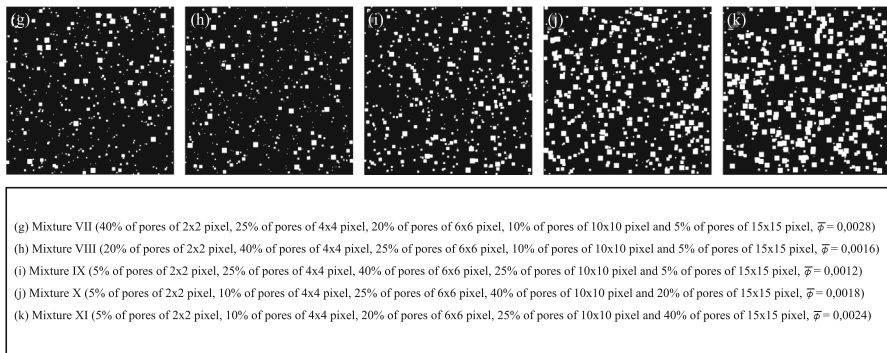 (g) (h) (i) (j) (k)
(g) Mixture VII (40% of pores of 2x2 pixel, 25% of pores of 4x4 pixel, 20% of pores of 6x6 pixel, 10% of pores of 10x10 pixel and 5% of pores of 15x15 pixel, φ̅ = 0,0028)
(h) Mixture VIII (20% of pores of 2x2 pixel, 40% of pores of 4x4 pixel, 25% of pores of 6x6 pixel, 10% of pores of 10x10 pixel and 5% of pores of 15x15 pixel, φ̅ = 0,0016)
(i) Mixture IX (5% of pores of 2x2 pixel, 25% of pores of 4x4 pixel, 40% of pores of 6x6 pixel, 25% of pores of 10x10 pixel and 5% of pores of 15x15 pixel, φ̅ = 0,0012)
(j) Mixture X (5% of pores of 2x2 pixel, 10% of pores of 4x4 pixel, 25% of pores of 6x6 pixel, 40% of pores of 10x10 pixel and 20% of pores of 15x15 pixel, φ̅ = 0,0018)
(k) Mixture XI (5% of pores of 2x2 pixel, 10% of pores of 4x4 pixel, 20% of pores of 6x6 pixel, 25% of pores of 10x10 pixel and 40% of pores of 15x15 pixel, φ̅ = 0,0024)